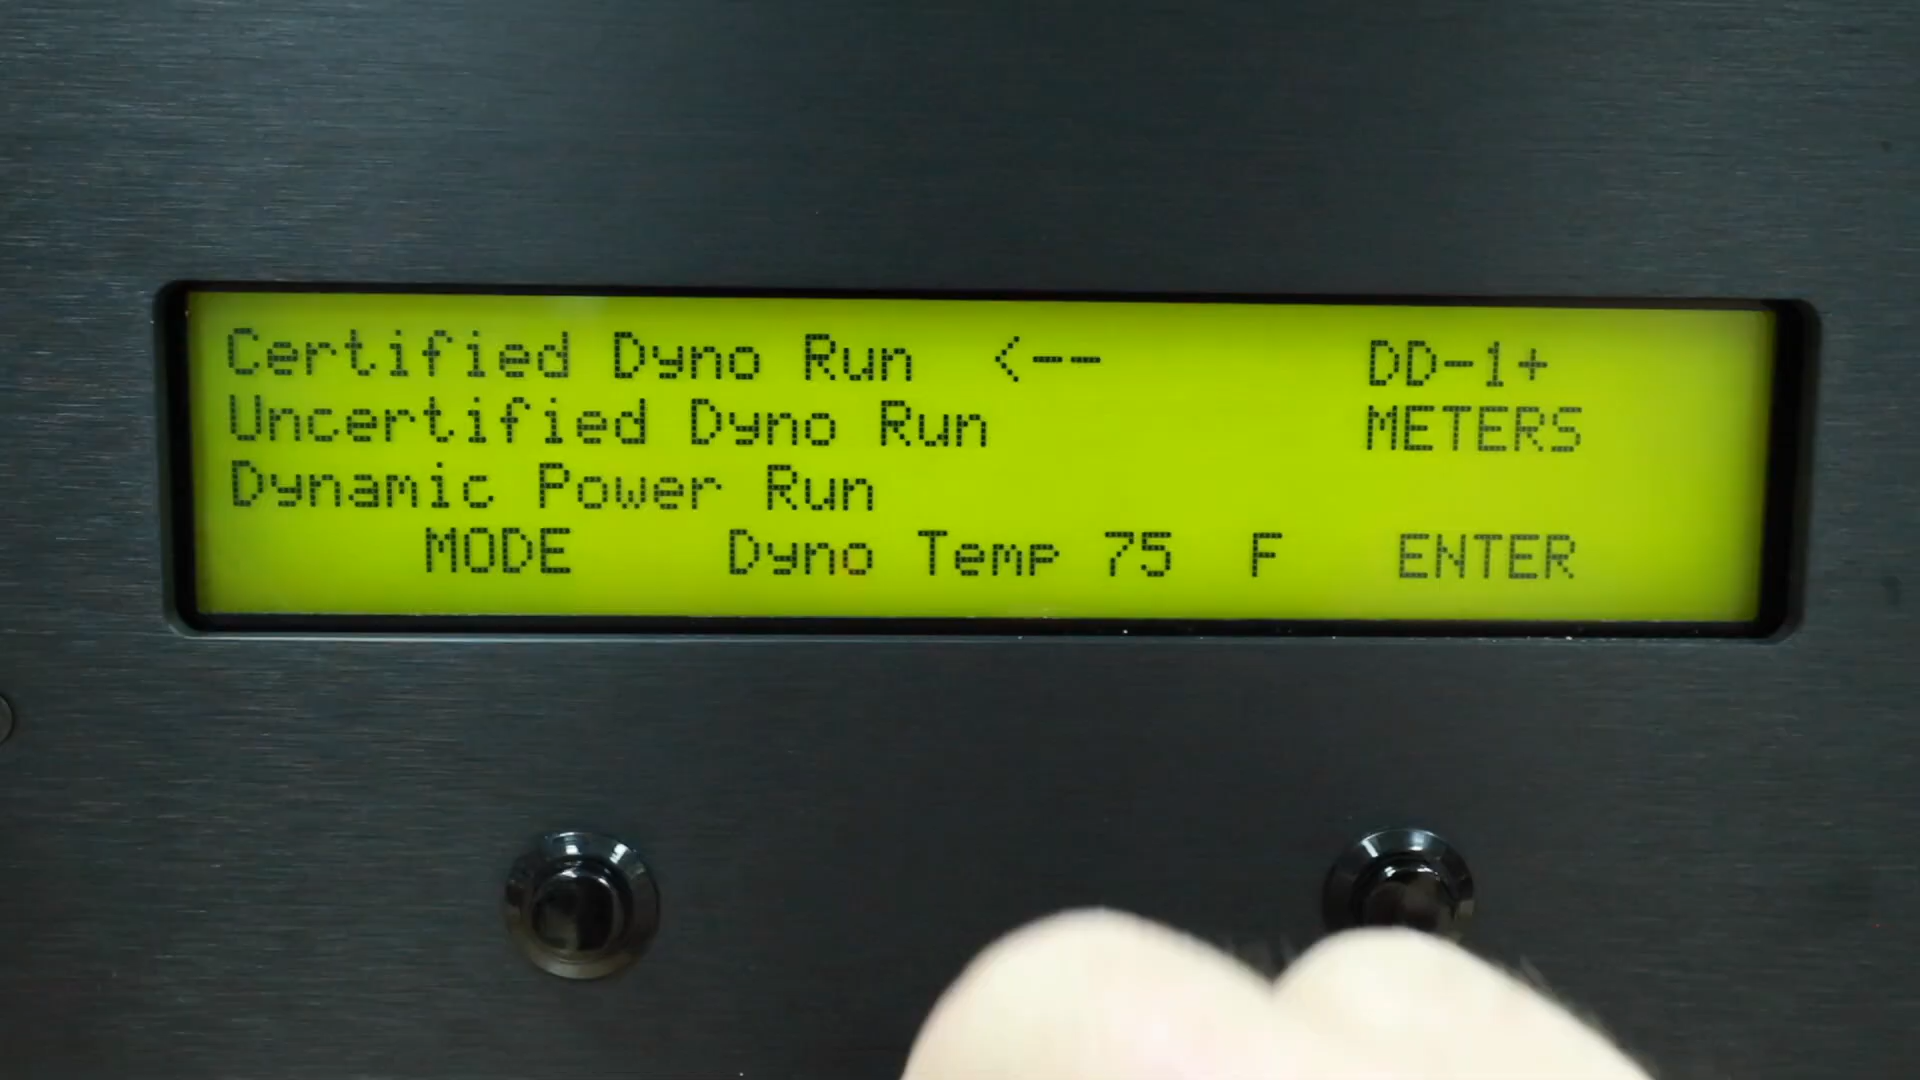 Certified Dyno Run <-- DD-1+
Uncertified Dyno Run METERS
Dynamic Power Run
MODE Dyno Temp 75 F ENTER